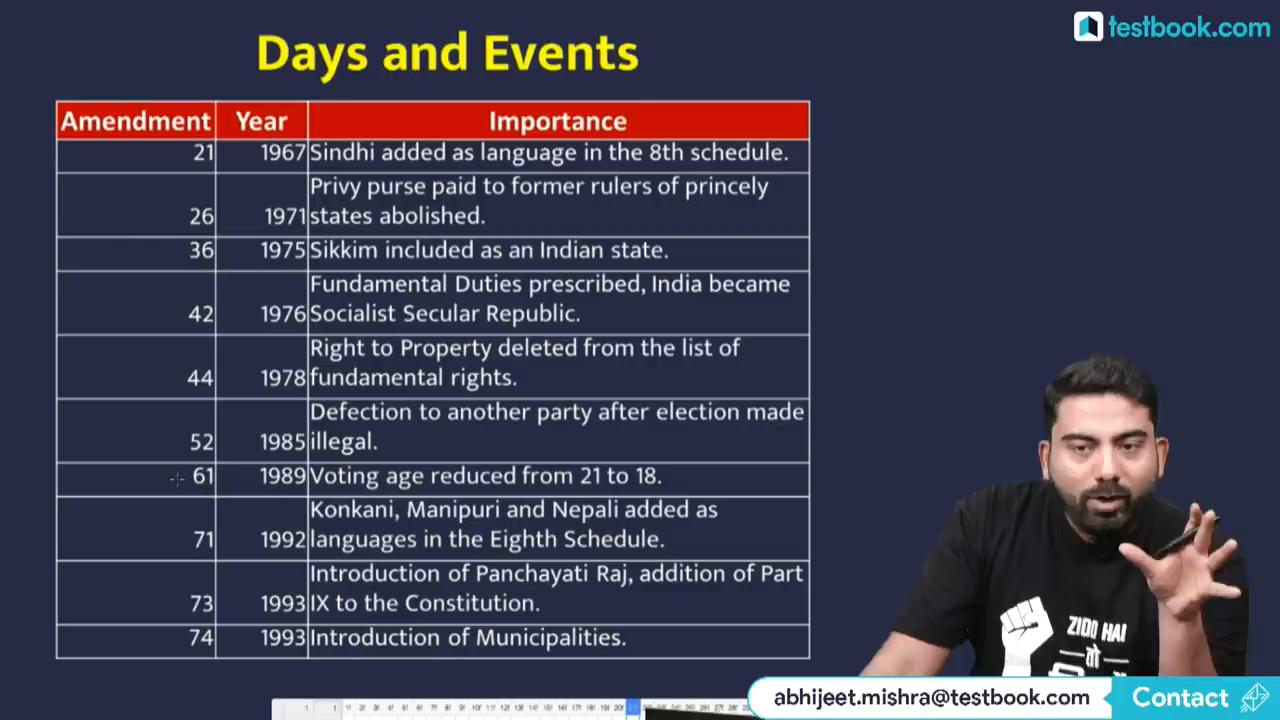 testbook.com
Days and Events
Amendment Year Importance
21 1967 Sindhi added as language in the 8th schedule.
Privy purse paid to former rulers of princely
26 1971 states abolished.
36 1975 Sikkim included as an Indian state.
Fundamental Duties prescribed, India became
42 1976 Socialist Secular Republic.
Right to Property deleted from the list of
44 1978 fundamental rights.
Defection to another party after election made
52 1985 illegal.
61 1989 Voting age reduced from 21 to 18.
Konkani, Manipuri and Nepali added as
71 1992 languages in the Eighth Schedule.
Introduction of Panchayati Raj, addition of Part
73 1993 IX to the Constitution.
74 1993 Introduction of Municipalities.
ZIDD HAI
तो
abhijeet.mishra@testbook.com Contact